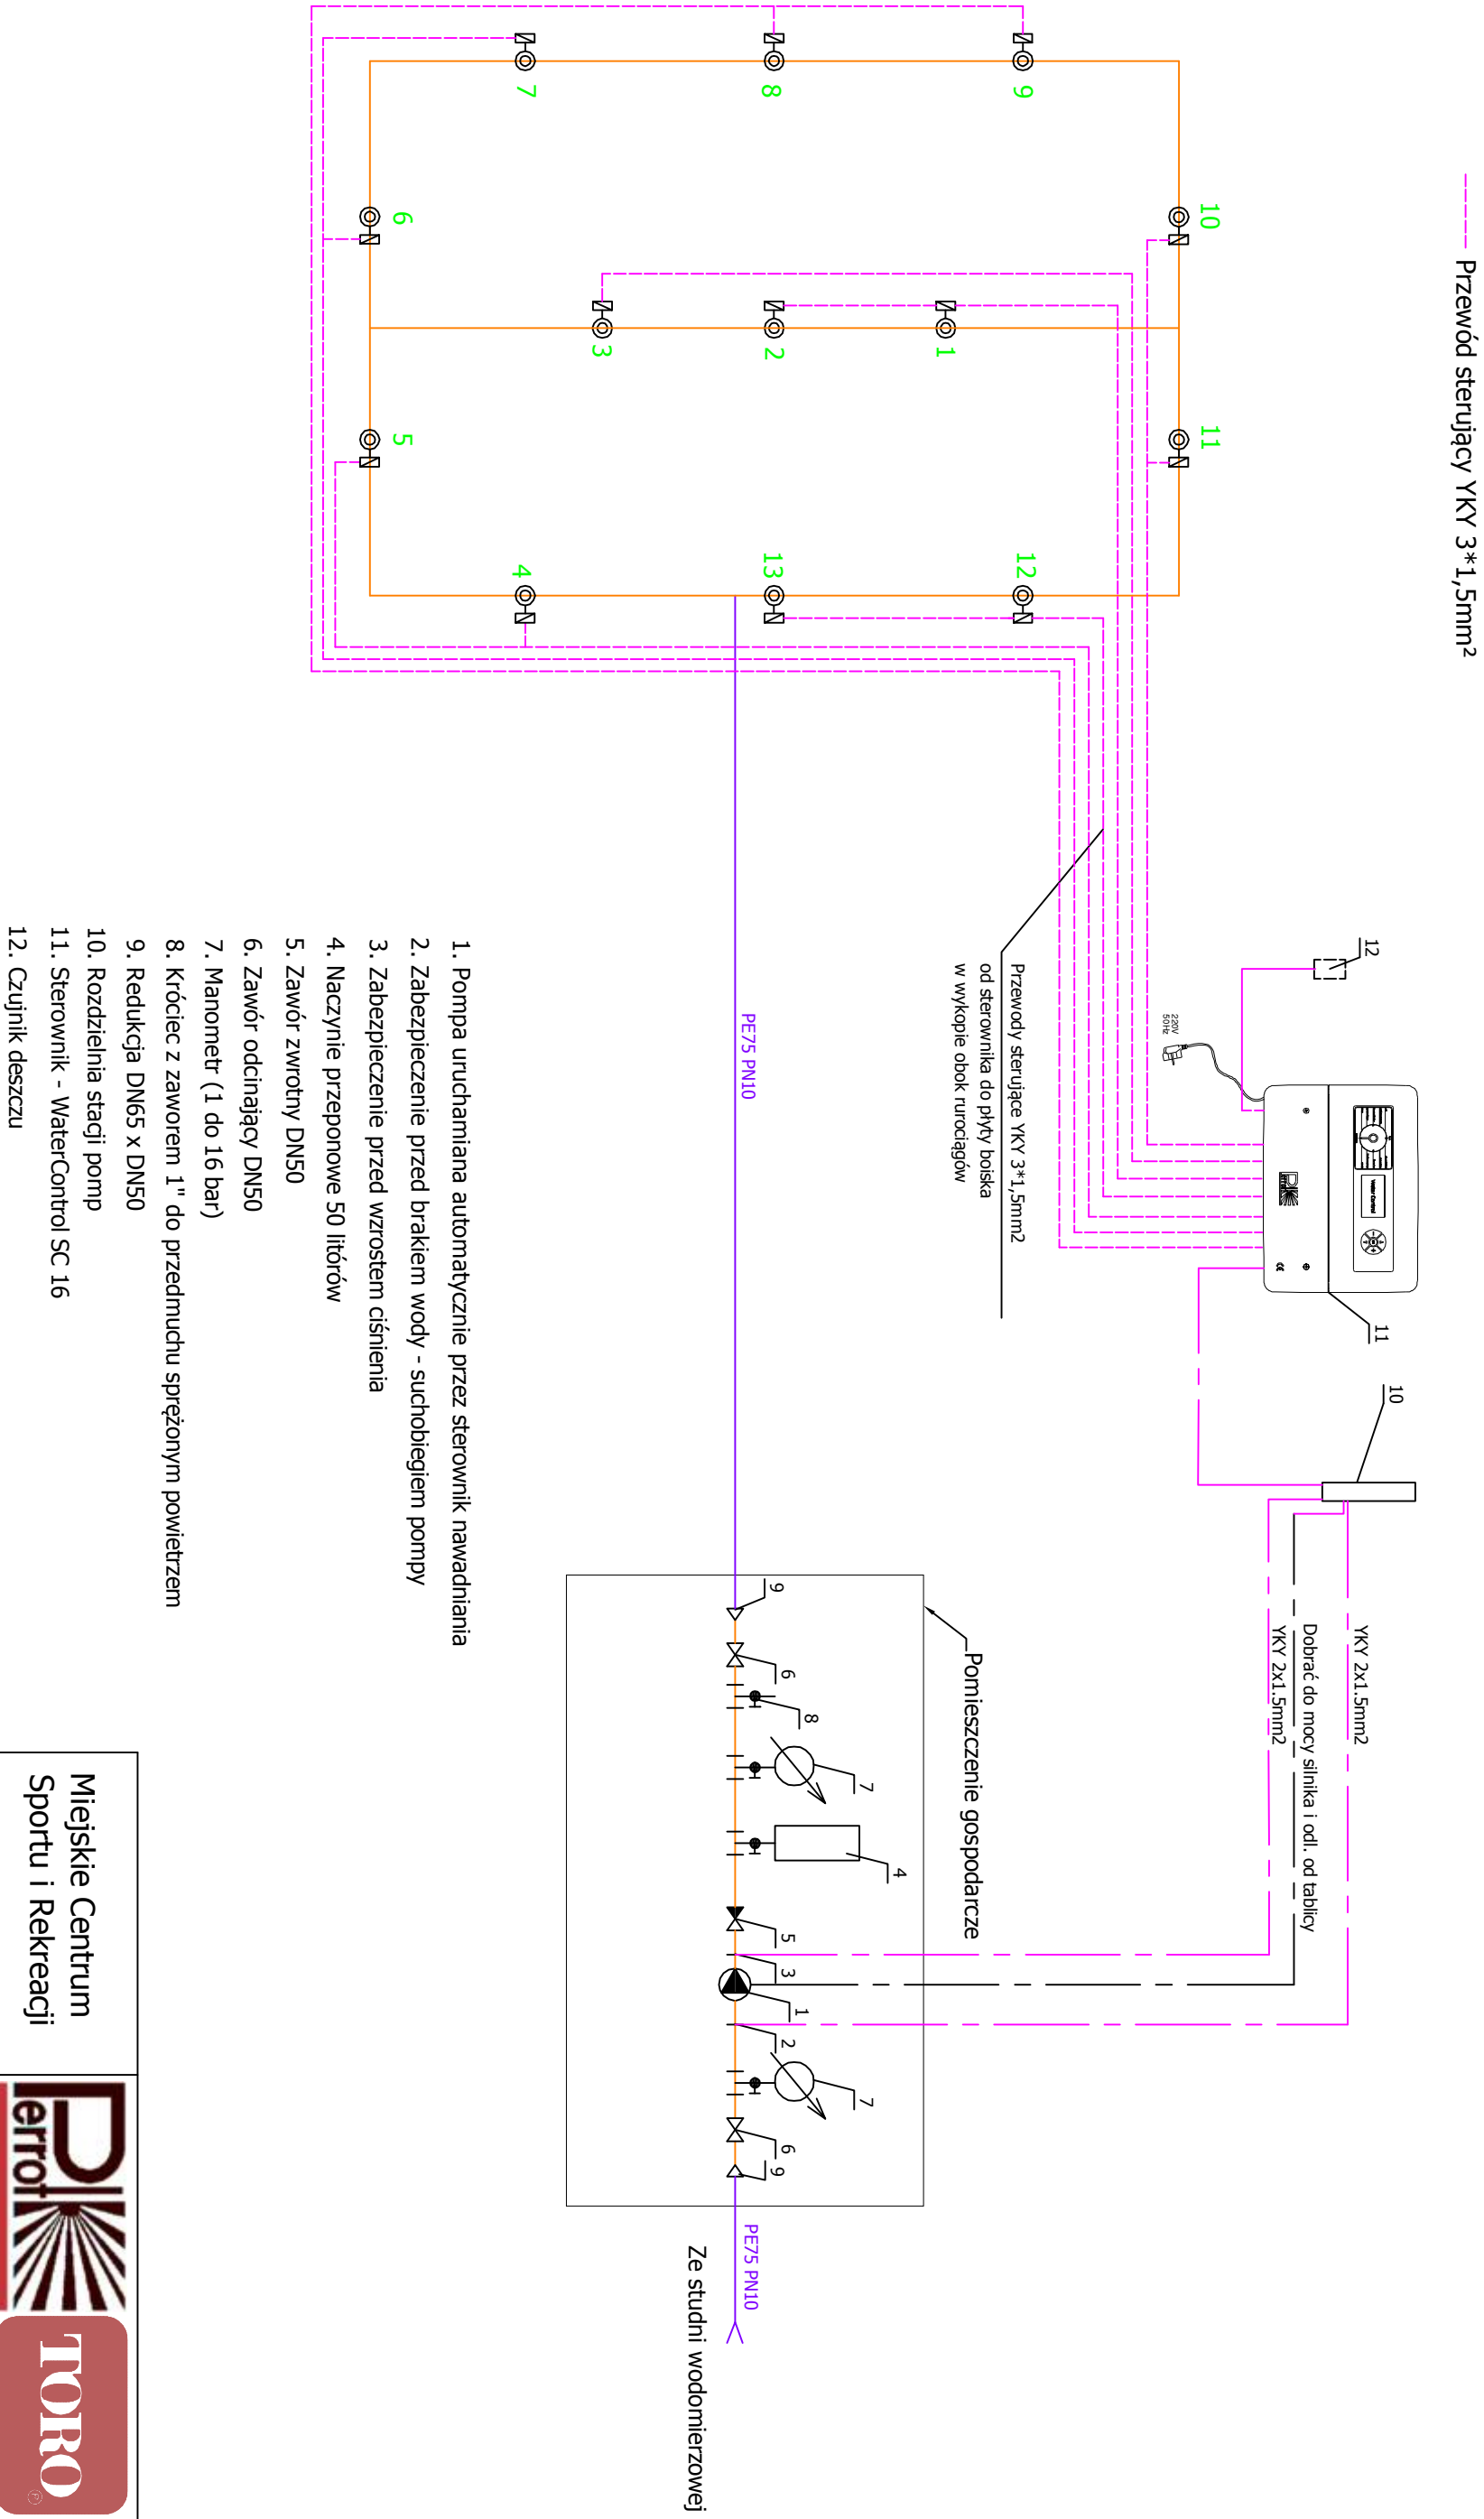 Przewód sterujący YKY 3*1,5mm²
10
11
9
8
7
6
5
1
2
3
12
13
4
12
220V
50Hz
Water Control
Perrot
CE
11
10
Przewody sterujące YKY 3*1,5mm2
od sterownika do płyty boiska
w wykopie obok rurociągów
YKY 2x1.5mm2
Dobrać do mocy silnika i odl. od tablicy
YKY 2x1.5mm2
PE75 PN10
Pomieszczenie gospodarcze
9
6
8
7
4
5
3
1
2
7
6
9
PE75 PN10
Ze studni wodomierzowej
1. Pompa uruchamiana automatycznie przez sterownik nawadniania
2. Zabezpieczenie przed brakiem wody - suchobiegiem pompy
3. Zabezpieczenie przed wzrostem ciśnienia
4. Naczynie przeponowe 50 litórów
5. Zawór zwrotny DN50
6. Zawór odcinający DN50
7. Manometr (1 do 16 bar)
8. Króciec z zaworem 1" do przedmuchu sprężonym powietrzem
9. Redukcja DN65 x DN50
10. Rozdzielnia stacji pomp
11. Sterownik - WaterControl SC 16
12. Czujnik deszczu
Miejskie Centrum
Sportu i Rekreacji
Perrot
TORO